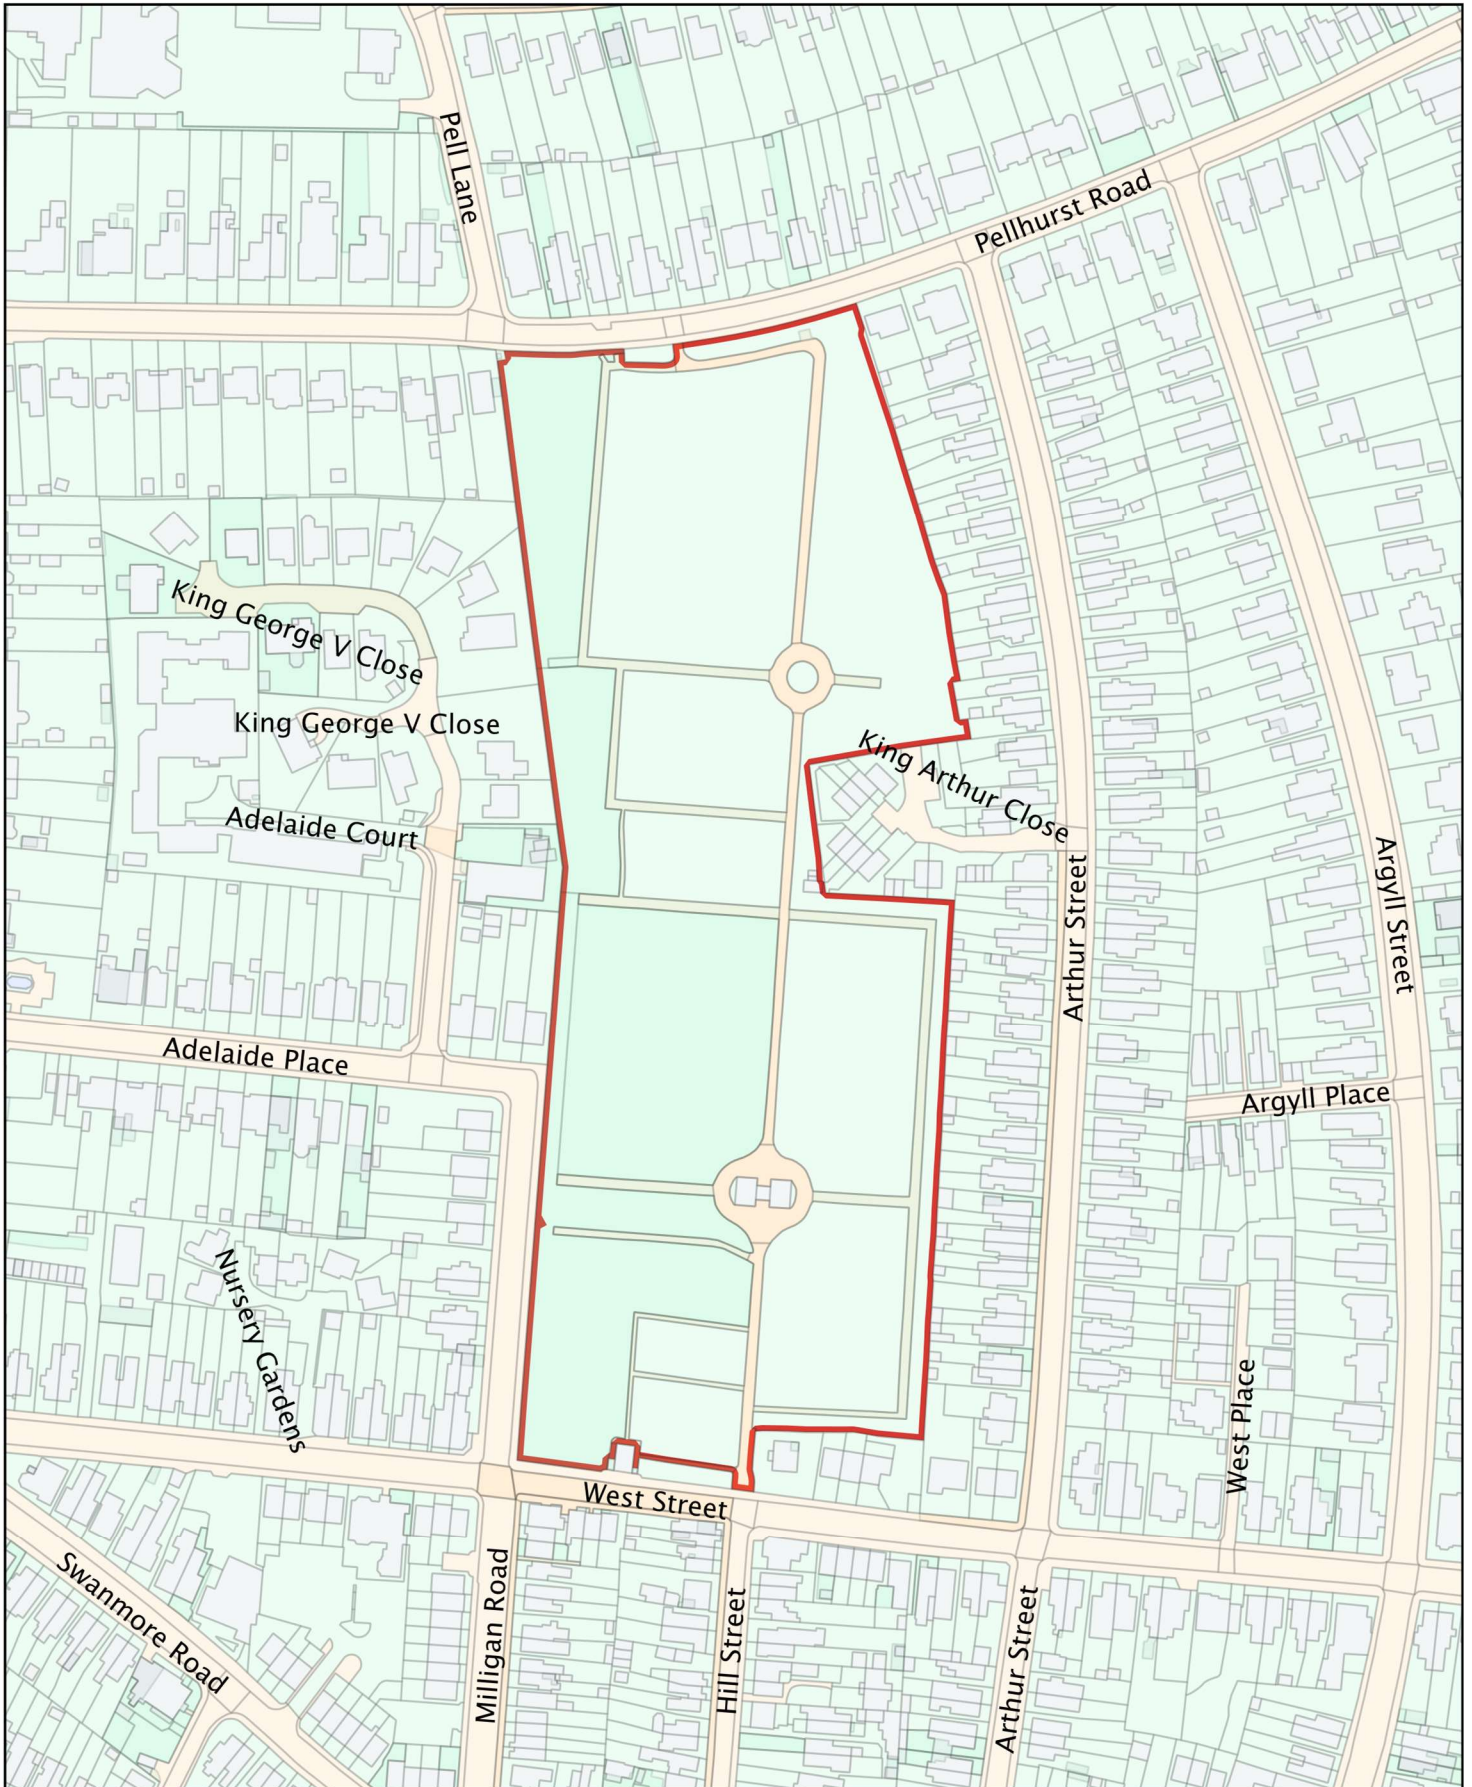 Pell Lane
Pellhurst Road
King George V Close
King George V Close
King Arthur Close
Adelaide Court
Argyll Street
Arthur Street
Adelaide Place
Argyll Place
Nursery Gardens
West Place
West Street
Swanmore Road
Milligan Road
Hill Street
Arthur Street